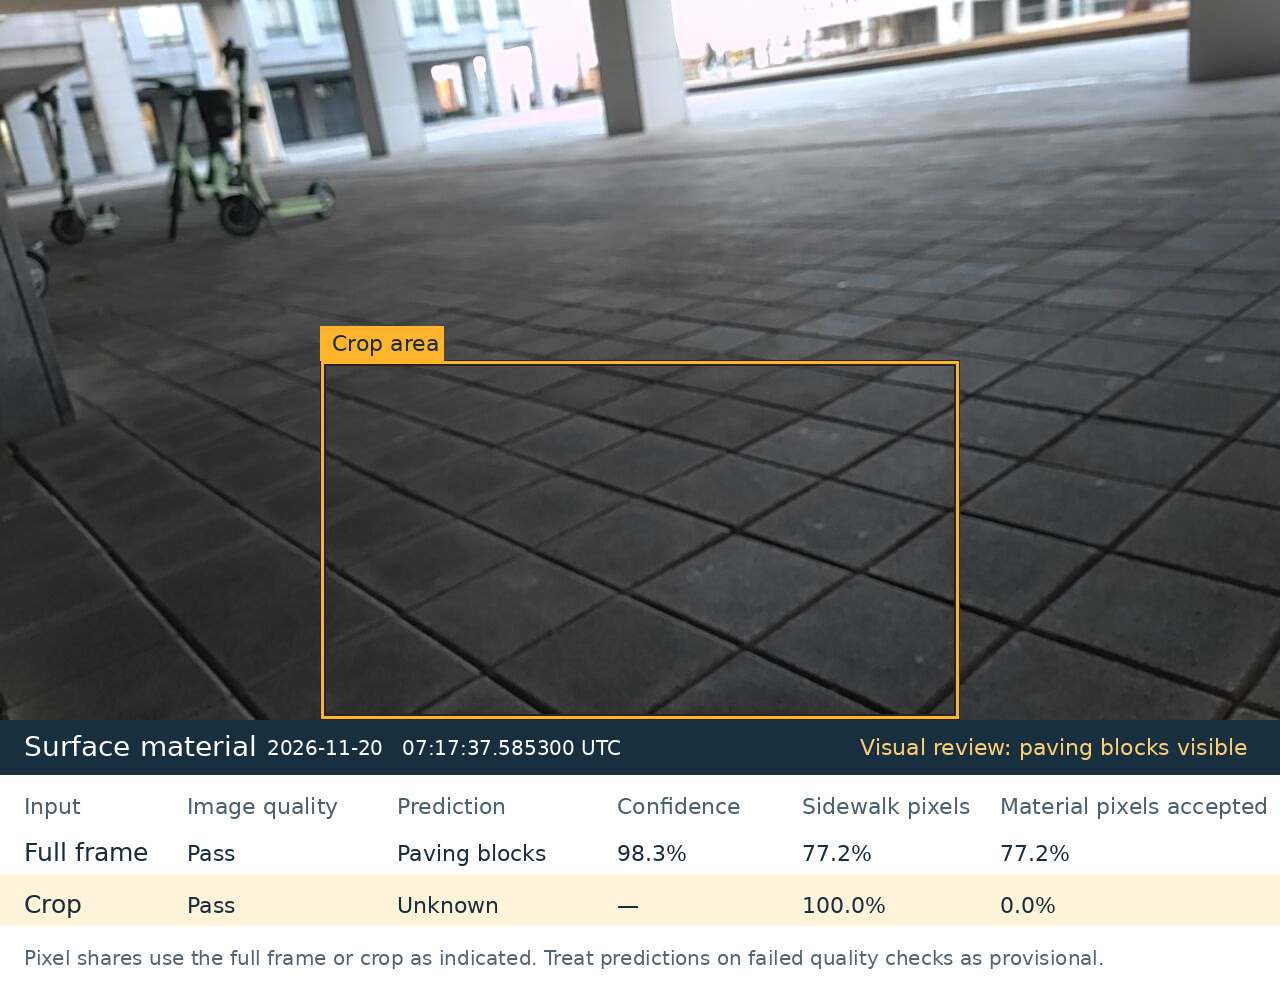 Crop area
Surface material 2026-11-20 07:17:37.585300 UTC Visual review: paving blocks visible
Input Image quality Prediction Confidence Sidewalk pixels Material pixels accepted
Full frame Pass Paving blocks 98.3% 77.2% 77.2%
Crop Pass Unknown — 100.0% 0.0%
Pixel shares use the full frame or crop as indicated. Treat predictions on failed quality checks as provisional.